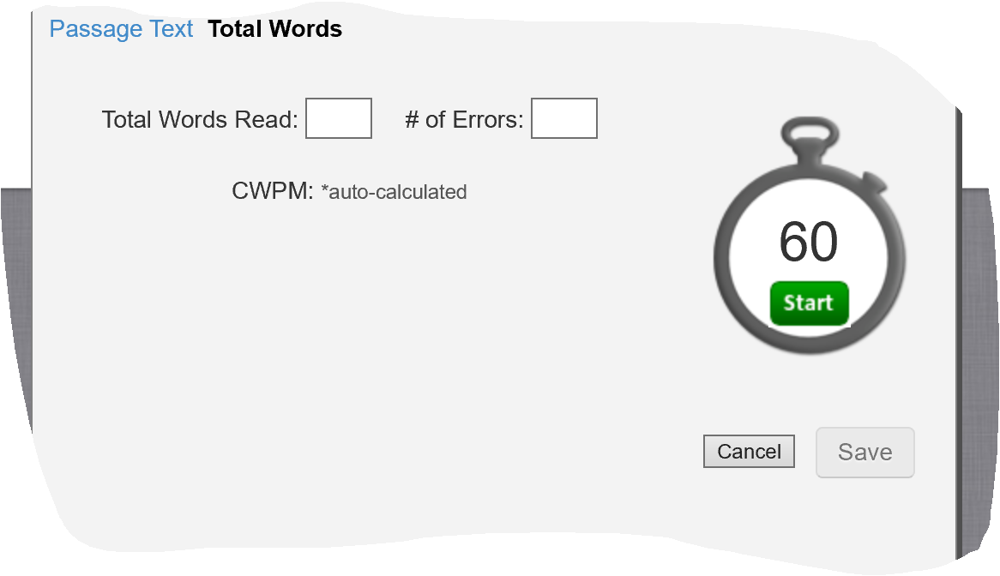 Passage Text Total Words
Total Words Read: # of Errors:
CWPM: *auto-calculated
60
Start
Cancel Save